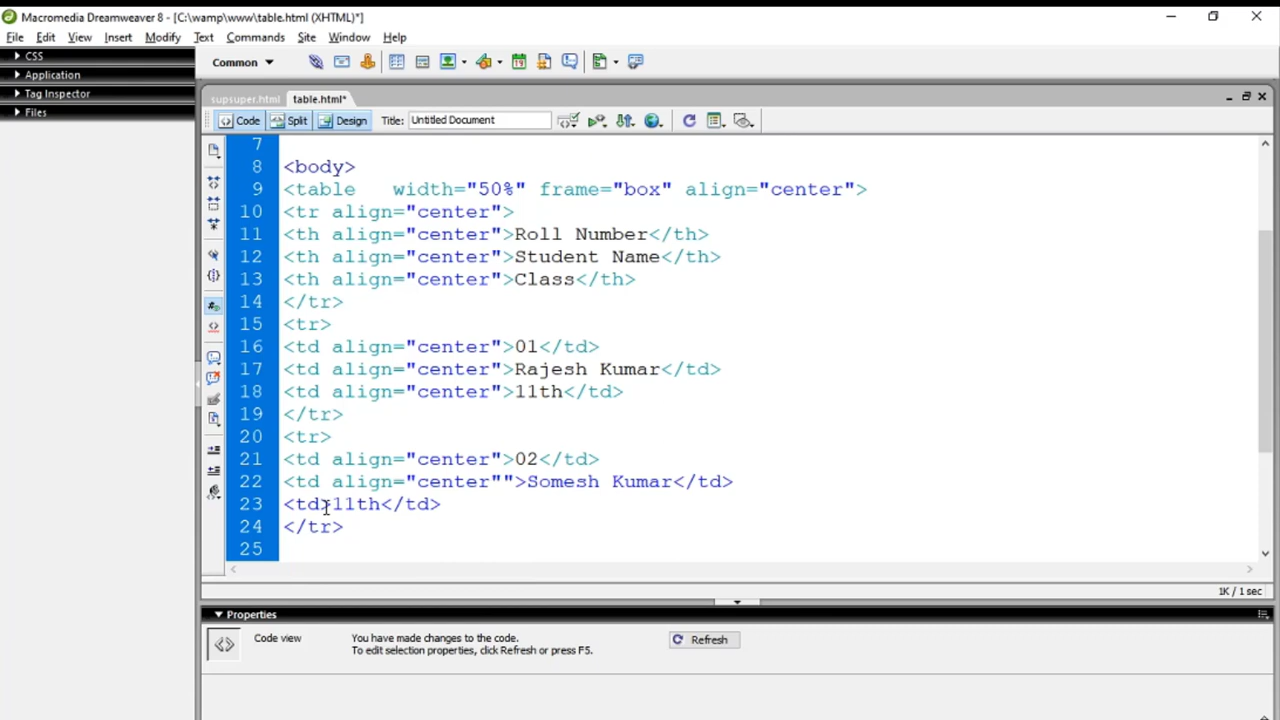 Macromedia Dreamweaver 8 - [C:\wamp\www\table.html (XHTML)*]
File Edit View Insert Modify Text Commands Site Window Help
CSS
Application
Tag Inspector
Files
Common
supsuper.html table.html*
Code Split Design Title: Untitled Document
7
8 <body>
9 <table   width="50%" frame="box" align="center">
10 <tr align="center">
11 <th align="center">Roll Number</th>
12 <th align="center">Student Name</th>
13 <th align="center">Class</th>
14 </tr>
15 <tr>
16 <td align="center">01</td>
17 <td align="center">Rajesh Kumar</td>
18 <td align="center">11th</td>
19 </tr>
20 <tr>
21 <td align="center">02</td>
22 <td align="center"">Somesh Kumar</td>
23 <td>11th</td>
24 </tr>
25
1K / 1 sec
Properties
Code view You have made changes to the code. Refresh
To edit selection properties, click Refresh or press F5.